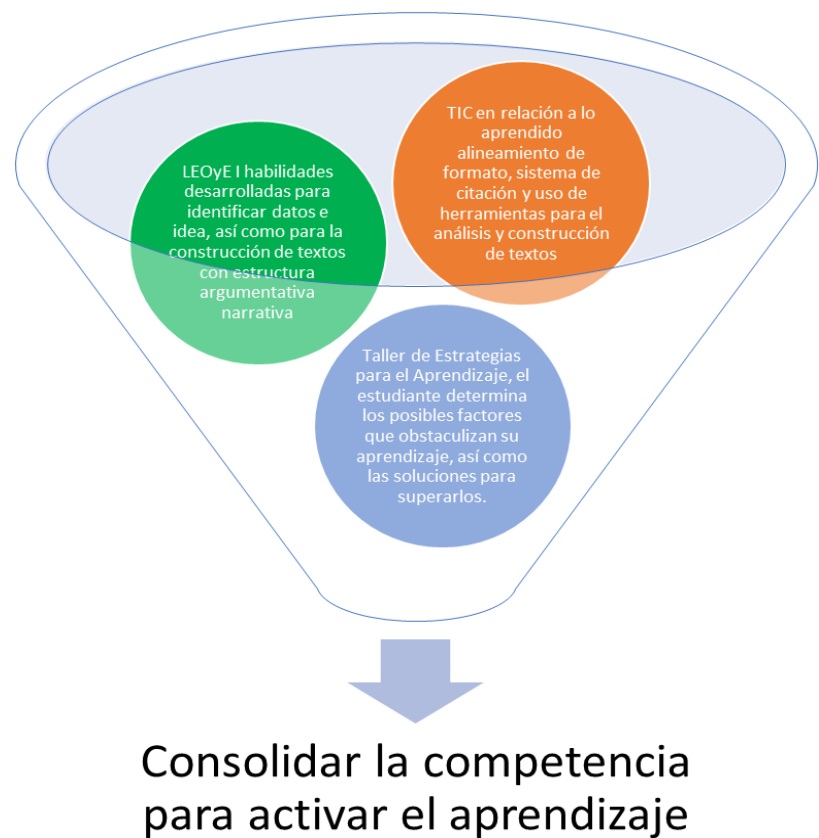 LEOyE I habilidades
desarrolladas para
identificar datos e
idea, así como para la
construcción de textos
con estructura
argumentativa
narrativa
TIC en relación a lo
aprendido
alineamiento de
formato, sistema de
citación y uso de
herramientas para el
análisis y construcción
de textos
Taller de Estrategias
para el Aprendizaje, el
estudiante determina
los posibles factores
que obstaculizan su
aprendizaje, así como
las soluciones para
superarlos.
Consolidar la competencia
para activar el aprendizaje